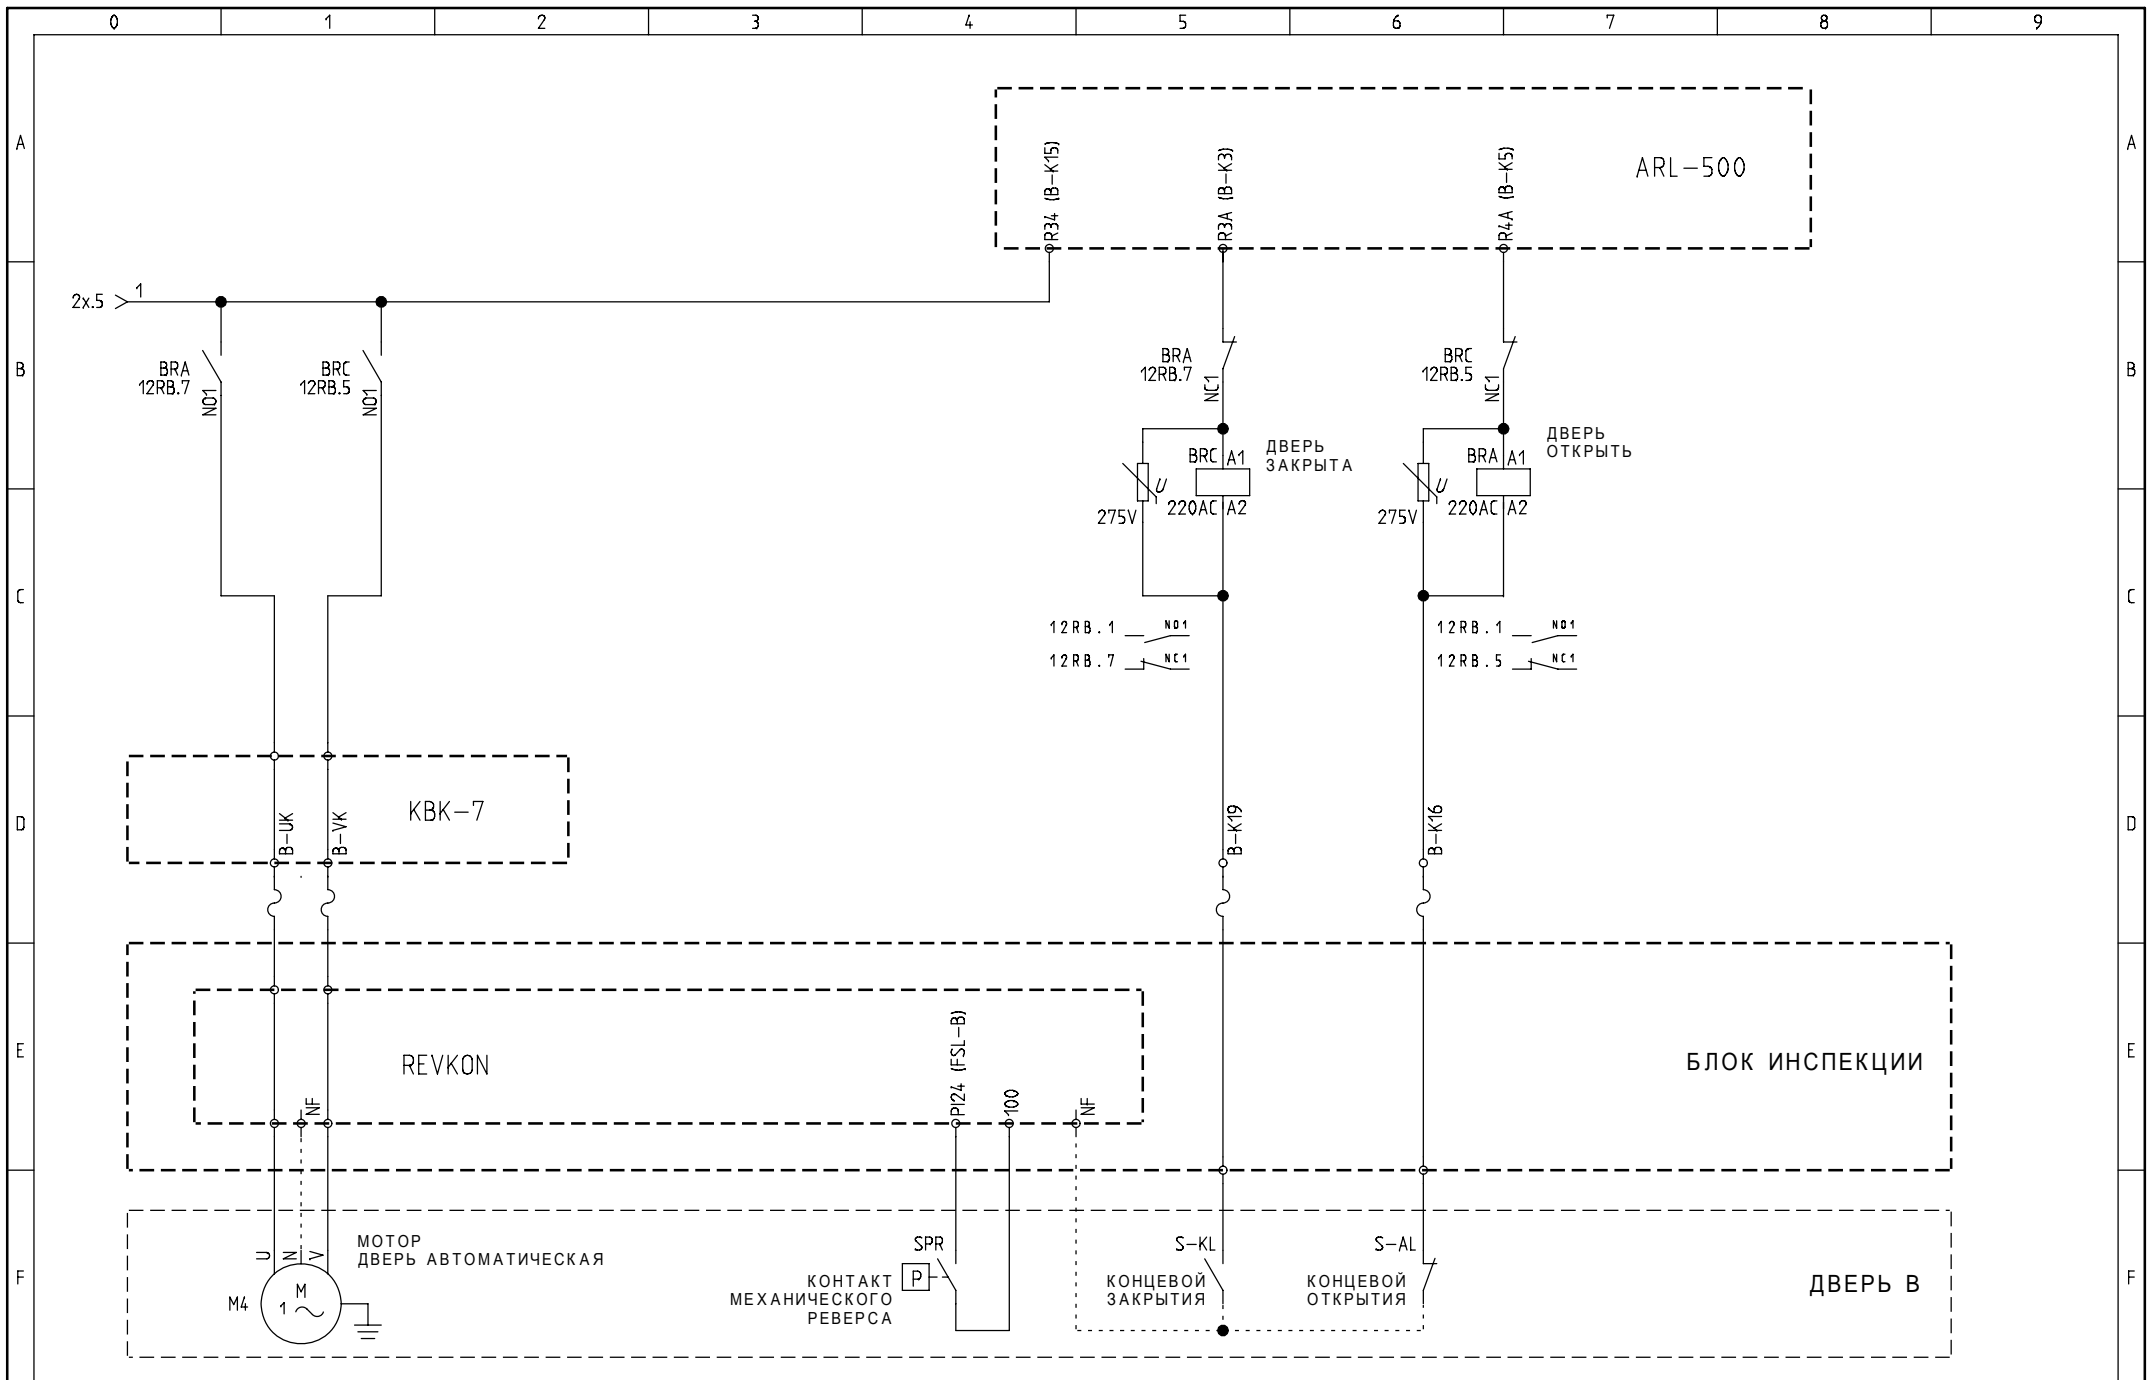 0 1 2 3 4 5 6 7 8 9
A A
R34 (B-K15)
R3A (B-K3)
R4A (B-K5)
ARL-500
2x.5 1
B B
BRA
12RB.7
NO1
BRC
12RB.5
NO1
BRA
12RB.7
NC1
BRC
12RB.5
NC1
BRC A1
220AC A2
ДВЕРЬ
ЗАКРЫТА
U
275V
BRA A1
220AC A2
ДВЕРЬ
ОТКРЫТЬ
U
275V
C C
12RB.1 NO1
12RB.7 NC1
12RB.1 NO1
12RB.5 NC1
D D
B-UK
B-VK
KBK-7
B-K19
B-K16
E E
REVKON
NF
PI24 (FSL-B)
100
NF
БЛОК ИНСПЕКЦИИ
F F
U N V
МОТОР
ДВЕРЬ АВТОМАТИЧЕСКАЯ
M4
M
1
SPR
P
КОНТАКТ
МЕХАНИЧЕСКОГО
РЕВЕРСА
S-KL
КОНЦЕВОЙ
ЗАКРЫТИЯ
S-AL
КОНЦЕВОЙ
ОТКРЫТИЯ
ДВЕРЬ В